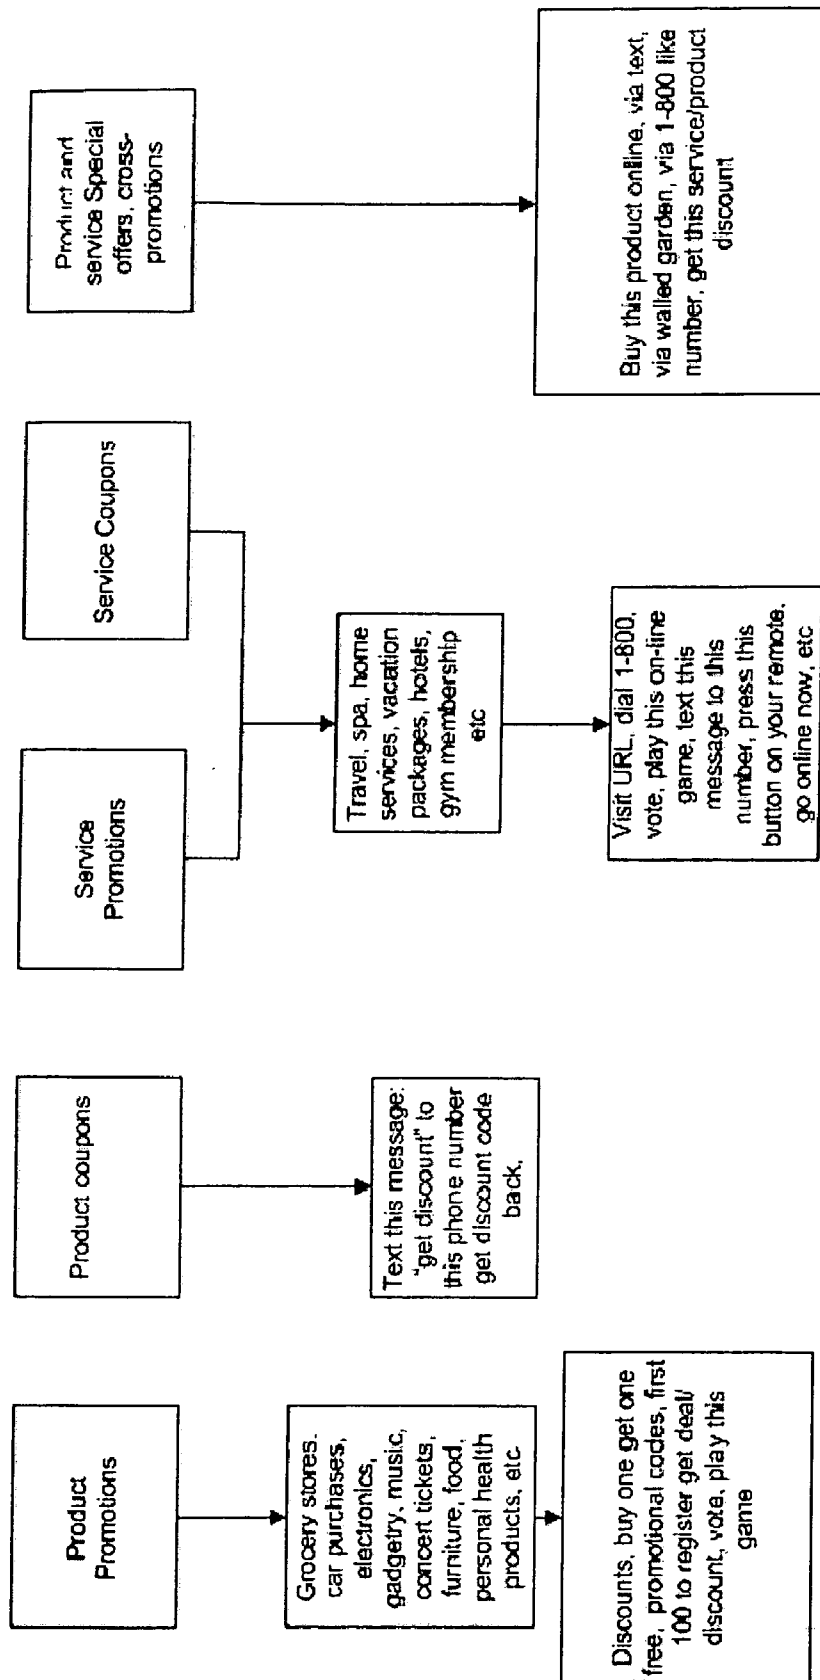 Product
Promotions
Grocery stores.
car purchases,
electronics,
gadgetry, music,
concert tickets,
furniture, food,
personal health
products, etc
Discounts, buy one get one
free, promotional codes, first
100 to register get deal/
discount, vote, play this
game
Product coupons
Text this message:
"get discount" to
this phone number
get discount code
back.
Service
Promotions
Service Coupons
Travel, spa, home
services, vacation
packages, hotels,
gym membership
etc
Visit URL, dial 1-800,
vote, play this on-line
game, text this
message to this
number, press this
button on your remote.
go online now, etc
Product and
service Special
offers, cross-
promotions
Buy this product online, via text,
via walled garden, via 1-800 like
number, get this service/product
discount